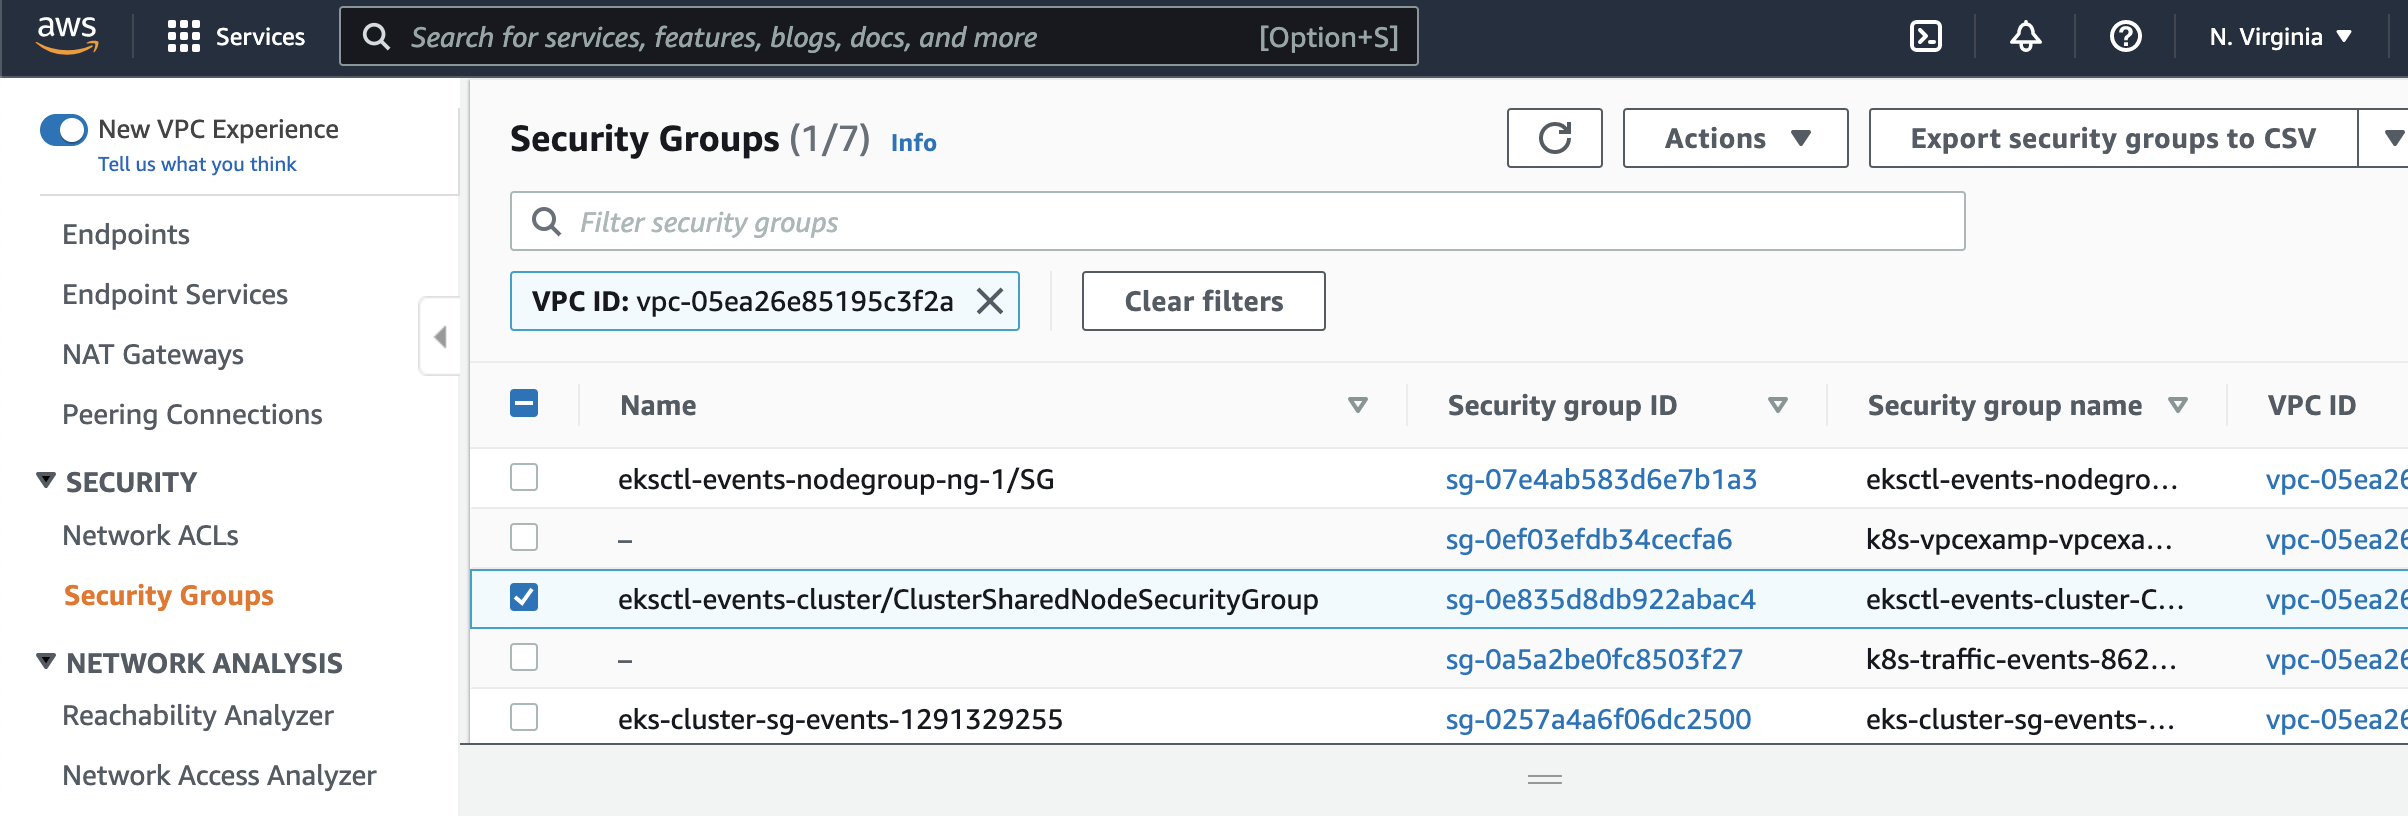 aws Services Search for services, features, blogs, docs, and more [Option+S] N. Virginia
New VPC Experience
Tell us what you think
Endpoints
Endpoint Services
NAT Gateways
Peering Connections
SECURITY
Network ACLs
Security Groups
NETWORK ANALYSIS
Reachability Analyzer
Network Access Analyzer
Security Groups (1/7) Info Actions Export security groups to CSV
Filter security groups
VPC ID: vpc-05ea26e85195c3f2a Clear filters
Name Security group ID Security group name VPC ID
eksctl-events-nodegroup-ng-1/SG sg-07e4ab583d6e7b1a3 eksctl-events-nodegro... vpc-05ea26
– sg-0ef03efdb34cecfa6 k8s-vpcexamp-vpcexa... vpc-05ea26
eksctl-events-cluster/ClusterSharedNodeSecurityGroup sg-0e835d8db922abac4 eksctl-events-cluster-C... vpc-05ea26
– sg-0a5a2be0fc8503f27 k8s-traffic-events-862... vpc-05ea26
eks-cluster-sg-events-1291329255 sg-0257a4a6f06dc2500 eks-cluster-sg-events-... vpc-05ea26